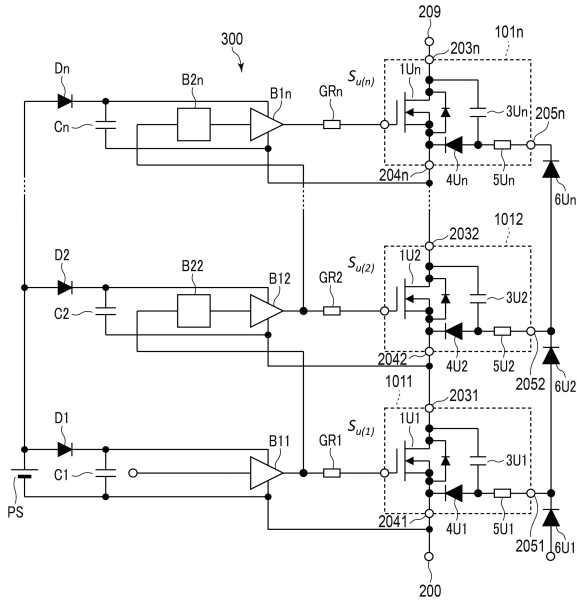 209
300
203n
101n
Dn
B2n
B1n
GRn
Su(n)
1Un
3Un
205n
Cn
204n
4Un
5Un
6Un
2032
1012
D2
B22
B12
GR2
Su(2)
1U2
3U2
C2
2042
4U2
5U2
2052
6U2
1011
2031
D1
B11
GR1
Su(1)
1U1
3U1
C1
PS
2041
4U1
5U1
2051
6U1
200